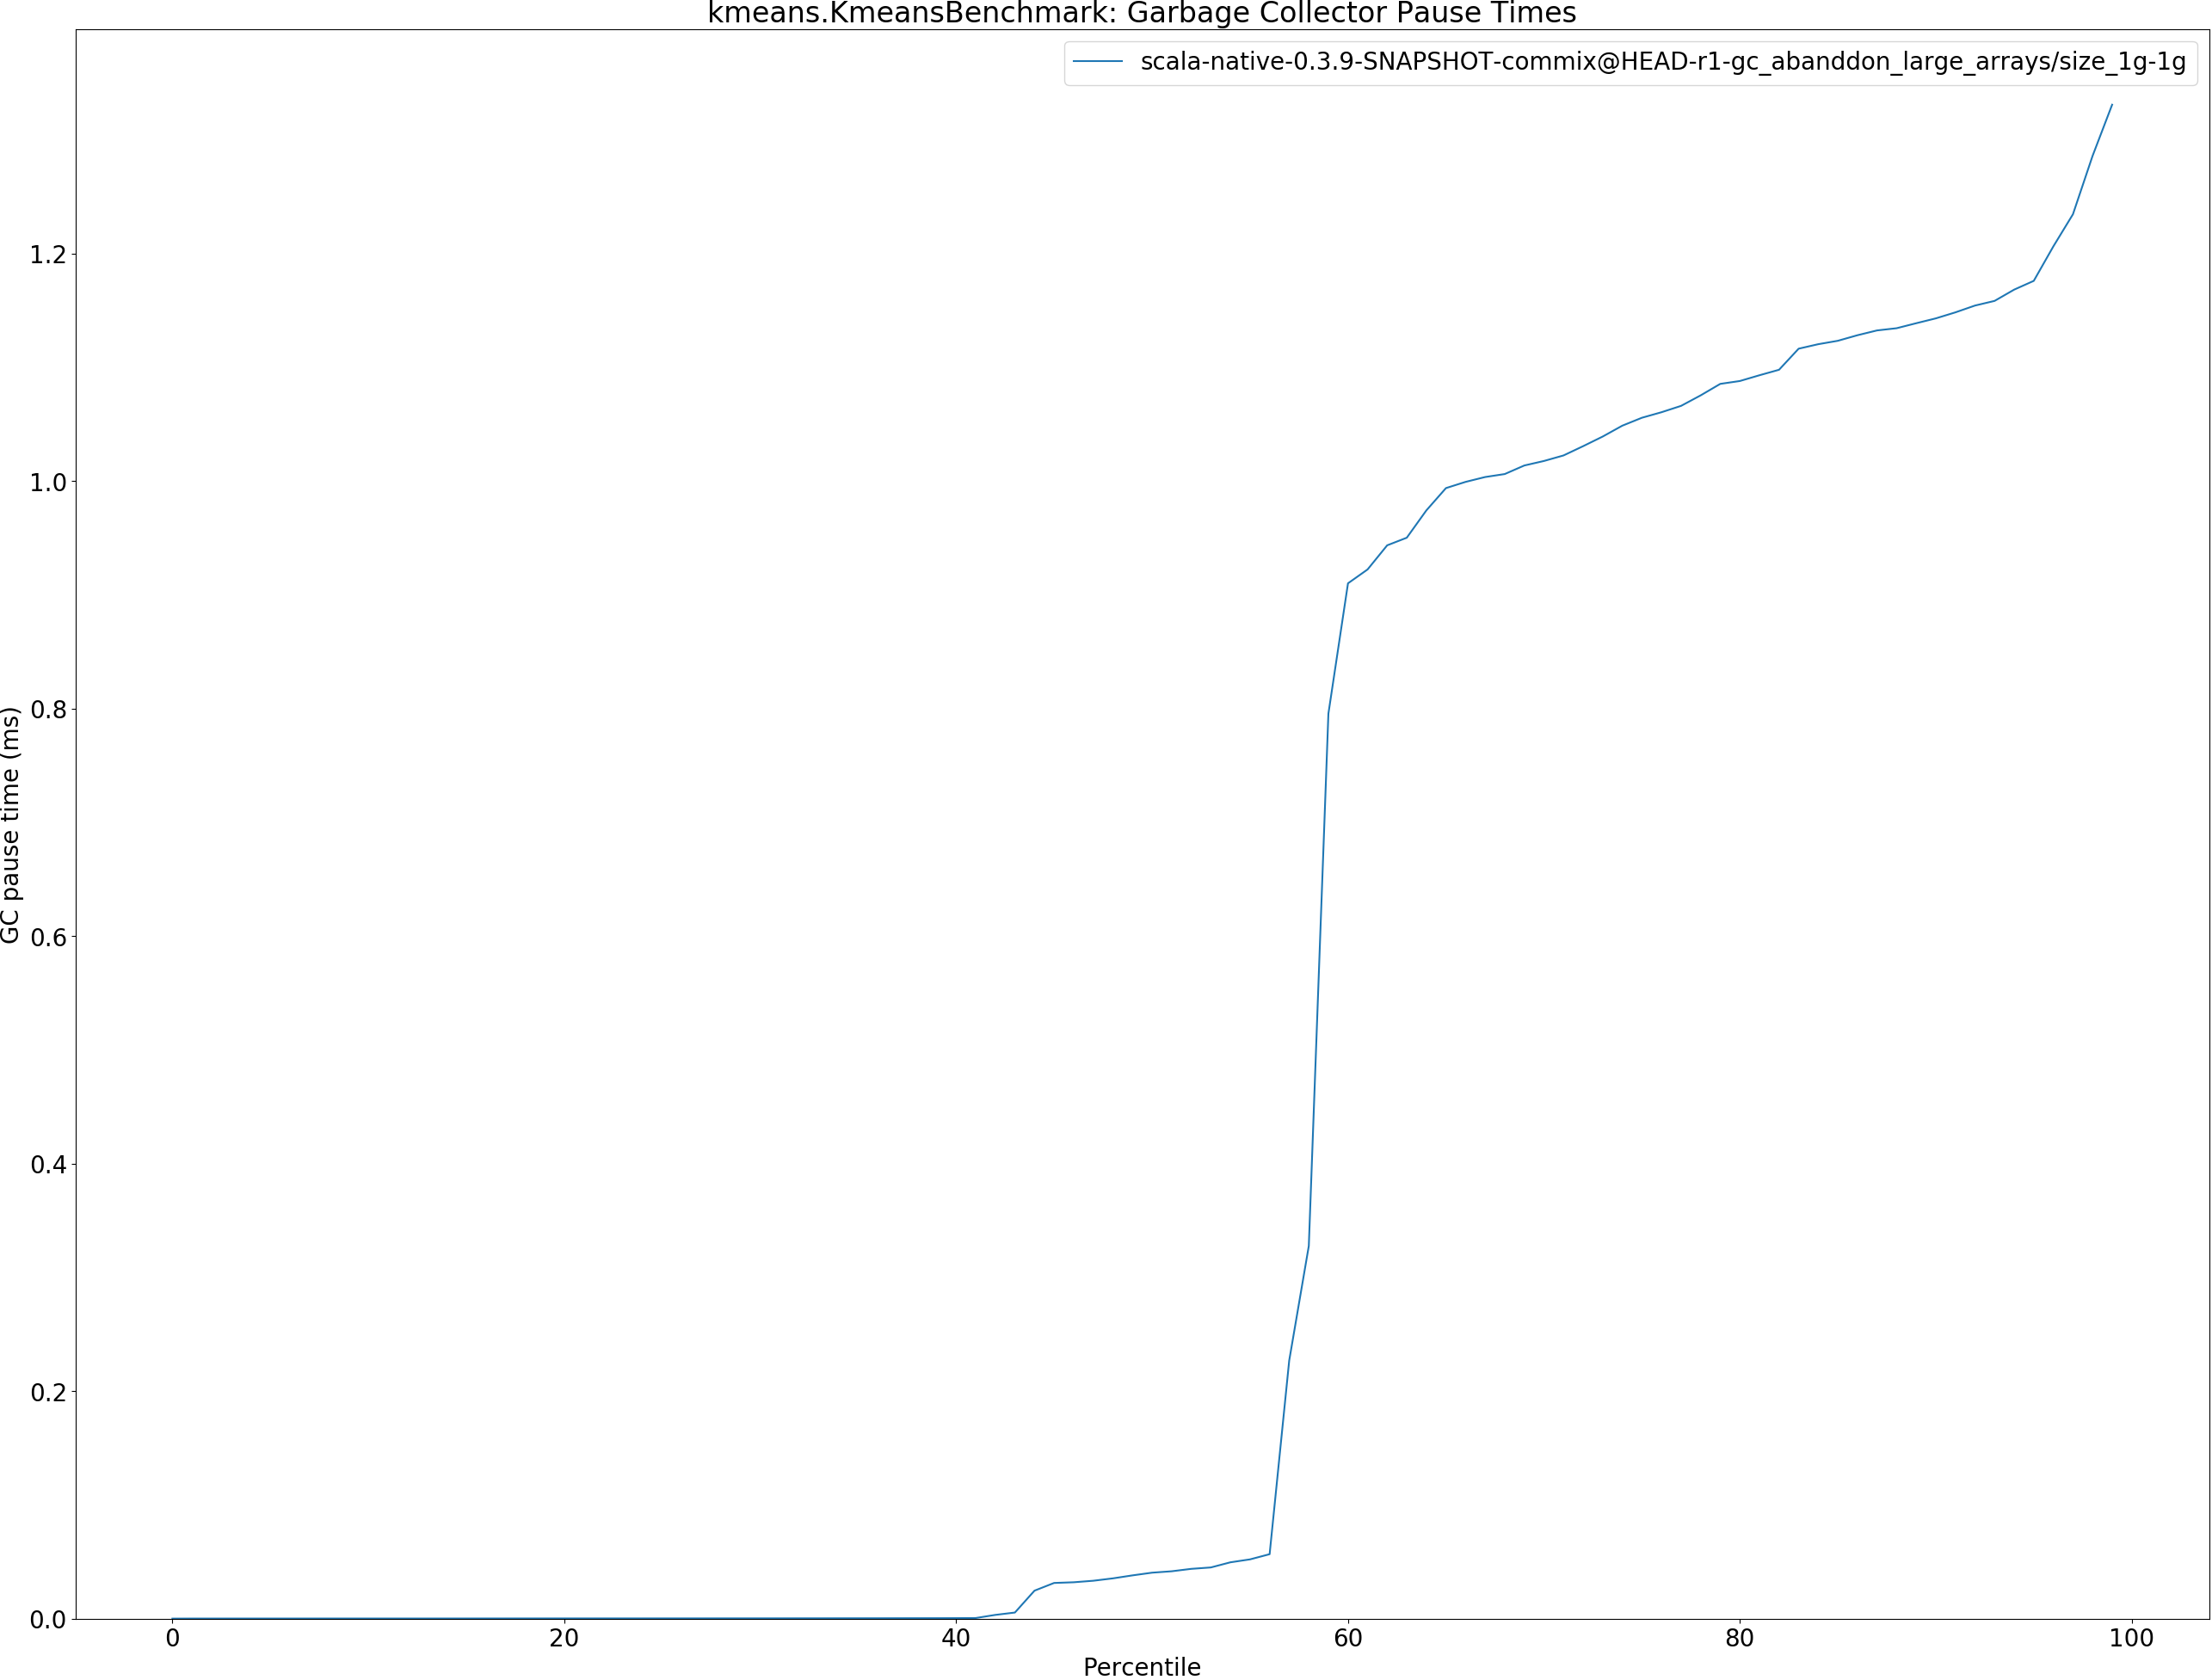 kmeans.KmeansBenchmark: Garbage Collector Pause Times
scala-native-0.3.9-SNAPSHOT-commix@HEAD-r1-gc_abanddon_large_arrays/size_1g-1g
GC pause time (ms)
1.2
1.0
0.8
0.6
0.4
0.2
0.0
0 20 40 60 80 100
Percentile